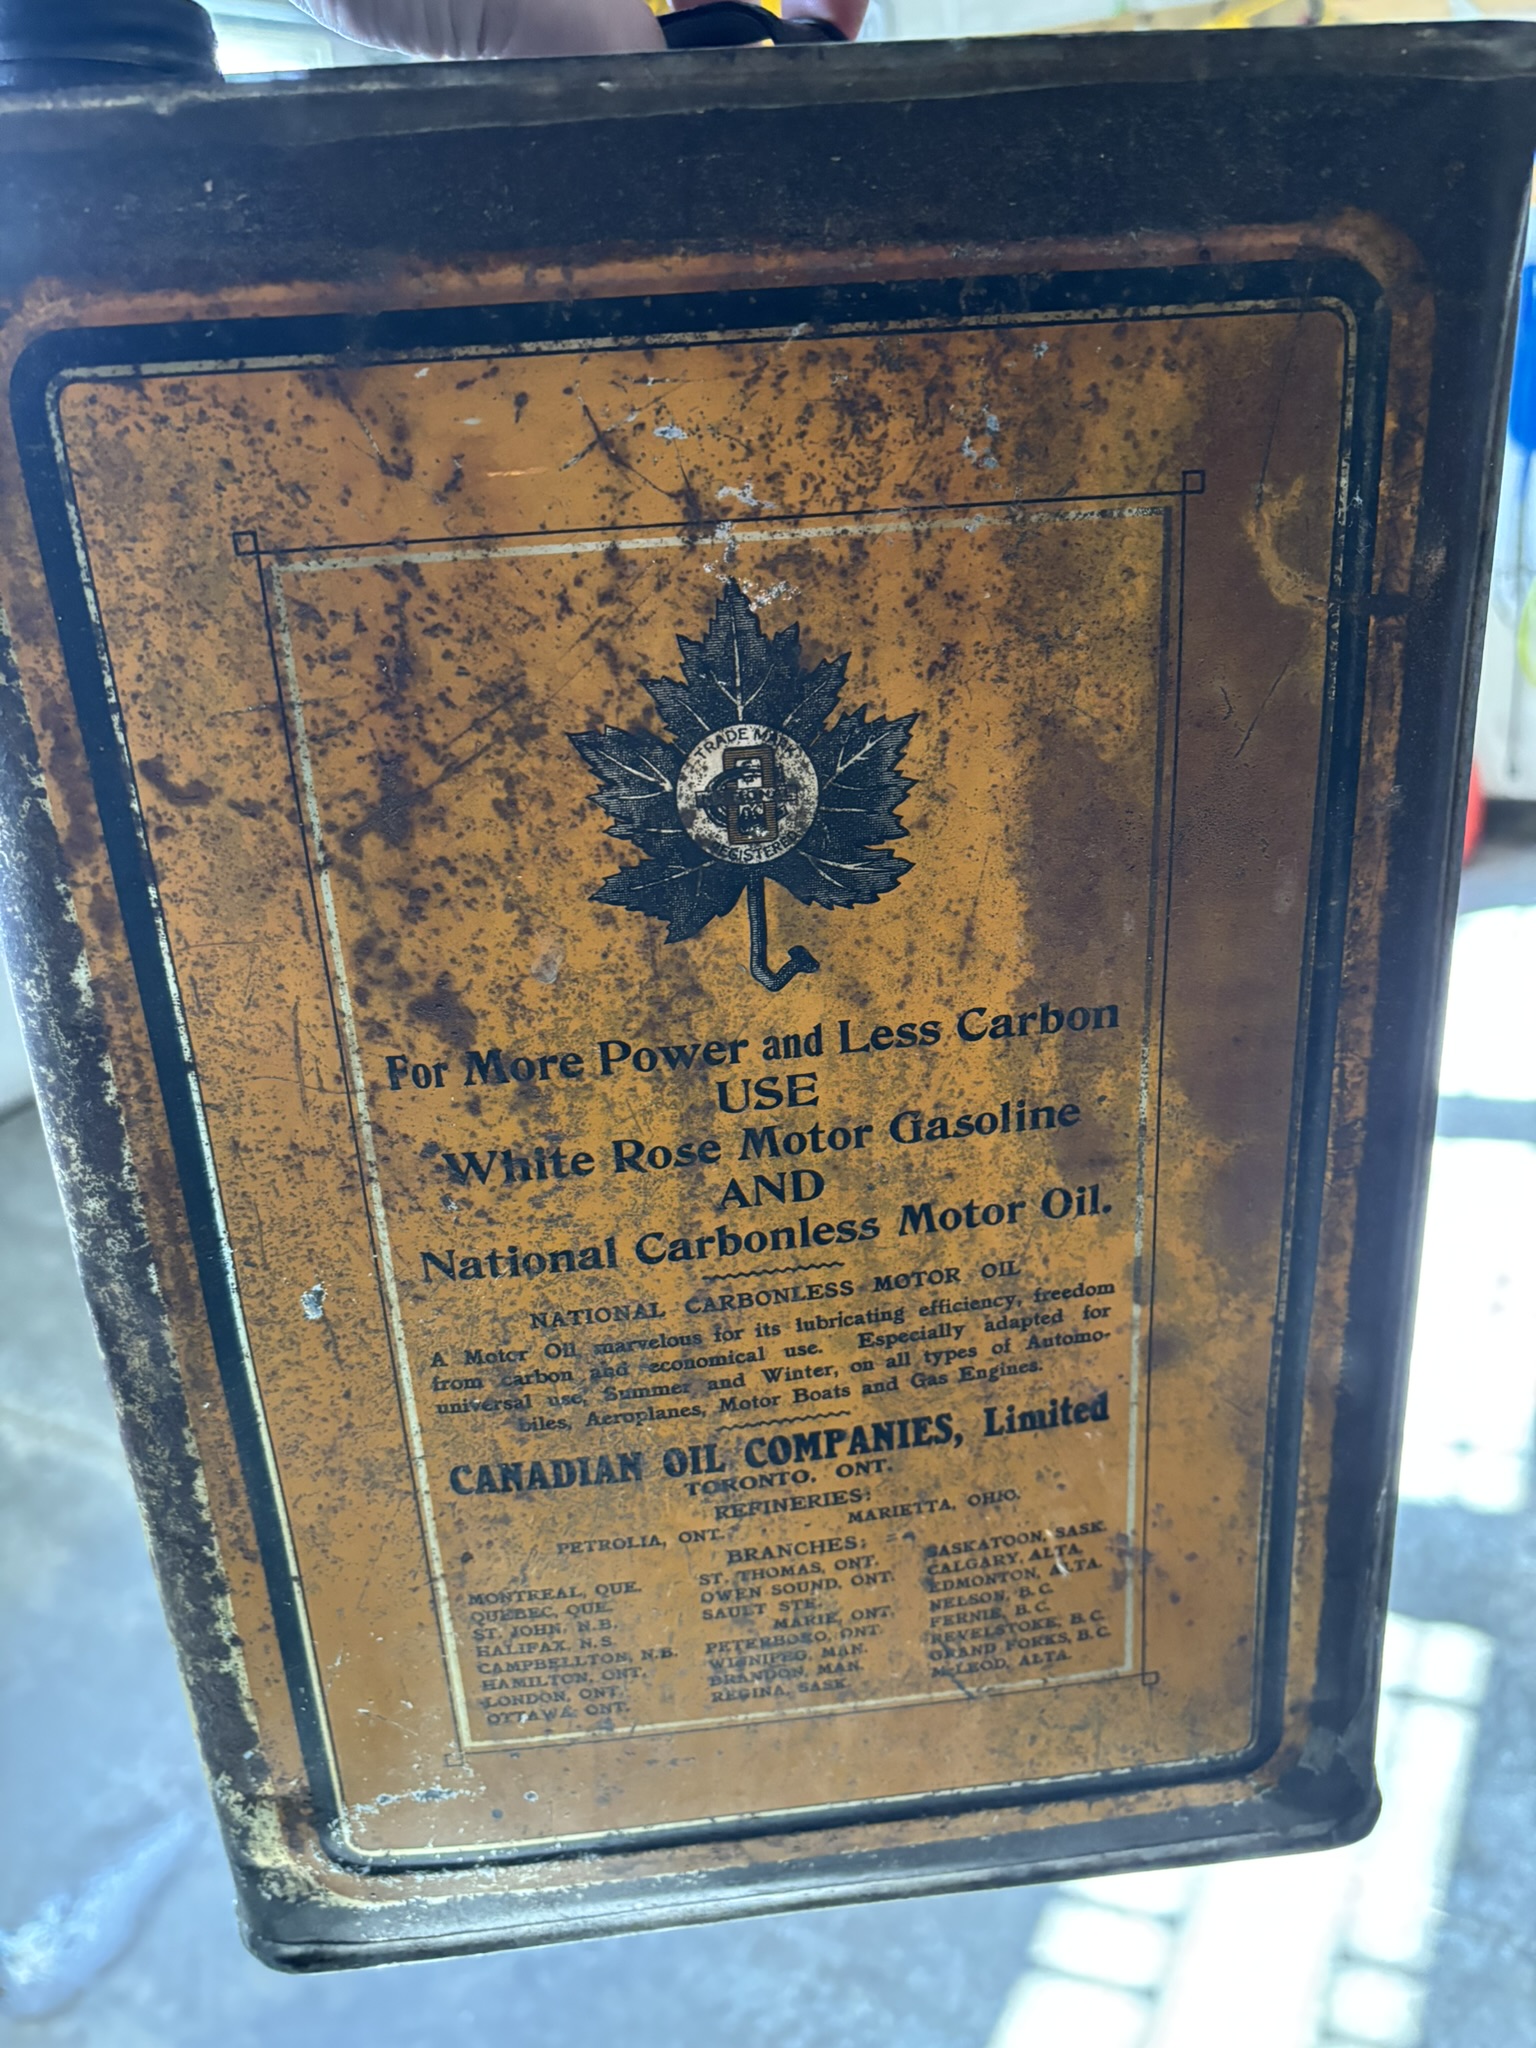 TRADE MARK
REGISTERED
For More Power and Less Carbon
USE
White Rose Motor Gasoline
AND
National Carbonless Motor Oil.
NATIONAL CARBONLESS MOTOR OIL
A Motor Oil marvelous for its lubricating efficiency, freedom
from carbon and economical use. Especially adapted for
universal use, Summer and Winter, on all types of Automo-
biles, Aeroplanes, Motor Boats and Gas Engines.
CANADIAN OIL COMPANIES, Limited
TORONTO, ONT.
REFINERIES:
PETROLIA, ONT. MARIETTA, OHIO.
BRANCHES:
MONTREAL, QUE.
QUEBEC, QUE.
ST. JOHN, N.B.
HALIFAX, N.S.
CAMPBELLTON, N.B.
HAMILTON, ONT.
LONDON, ONT.
OTTAWA, ONT.
ST. THOMAS, ONT.
OWEN SOUND, ONT.
SAULT STE.
MARIE, ONT.
PETERBORO, ONT.
WINNIPEG, MAN.
BRANDON, MAN.
REGINA, SASK.
SASKATOON, SASK.
CALGARY, ALTA.
EDMONTON, ALTA.
NELSON, B.C.
FERNIE, B.C.
REVELSTOKE, B.C.
GRAND FORKS, B.C.
McLEOD, ALTA.